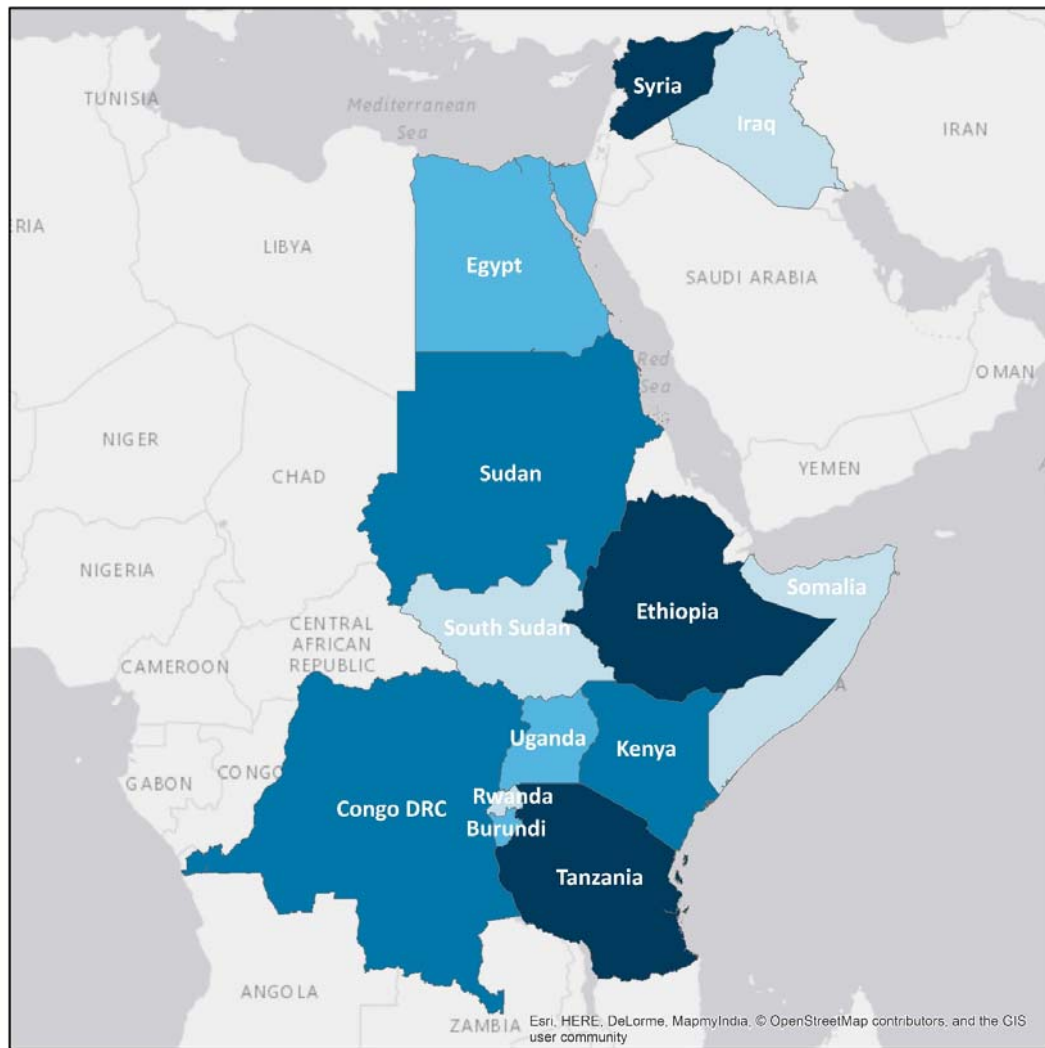 TUNISIA
Mediterranean
Sea
Syria
Iraq
IRAN
ERIA
LIBYA
Egypt
SAUDI ARABIA
Red
Sea
OMAN
NIGER
CHAD
Sudan
YEMEN
NIGERIA
Somalia
Ethiopia
CENTRAL
AFRICAN
REPUBLIC
South Sudan
CAMEROON
A
Uganda
Kenya
GABON
CONGO
Rwanda
Congo DRC
Burundi
Tanzania
ANGOLA
ZAMBIA
Esri, HERE, DeLorme, MapmyIndia, © OpenStreetMap contributors, and the GIS
user community